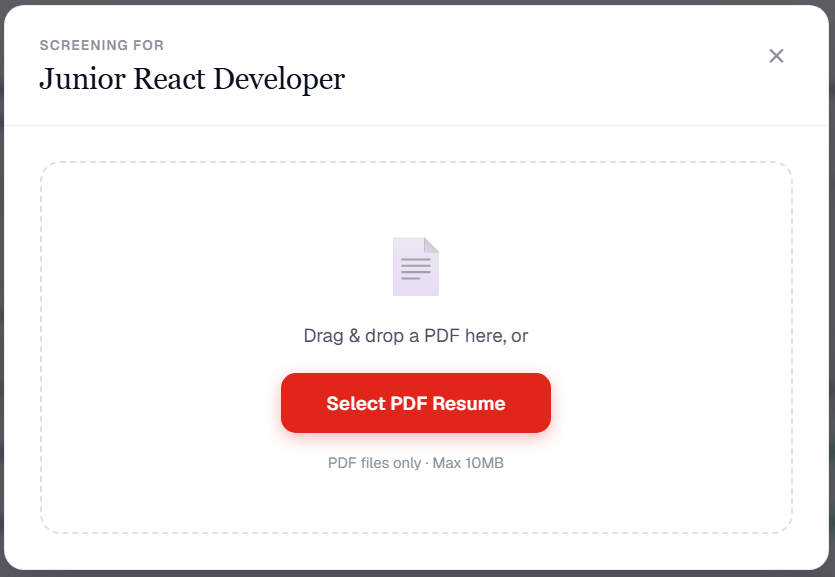 SCREENING FOR
Junior React Developer
Drag & drop a PDF here, or
Select PDF Resume
PDF files only · Max 10MB